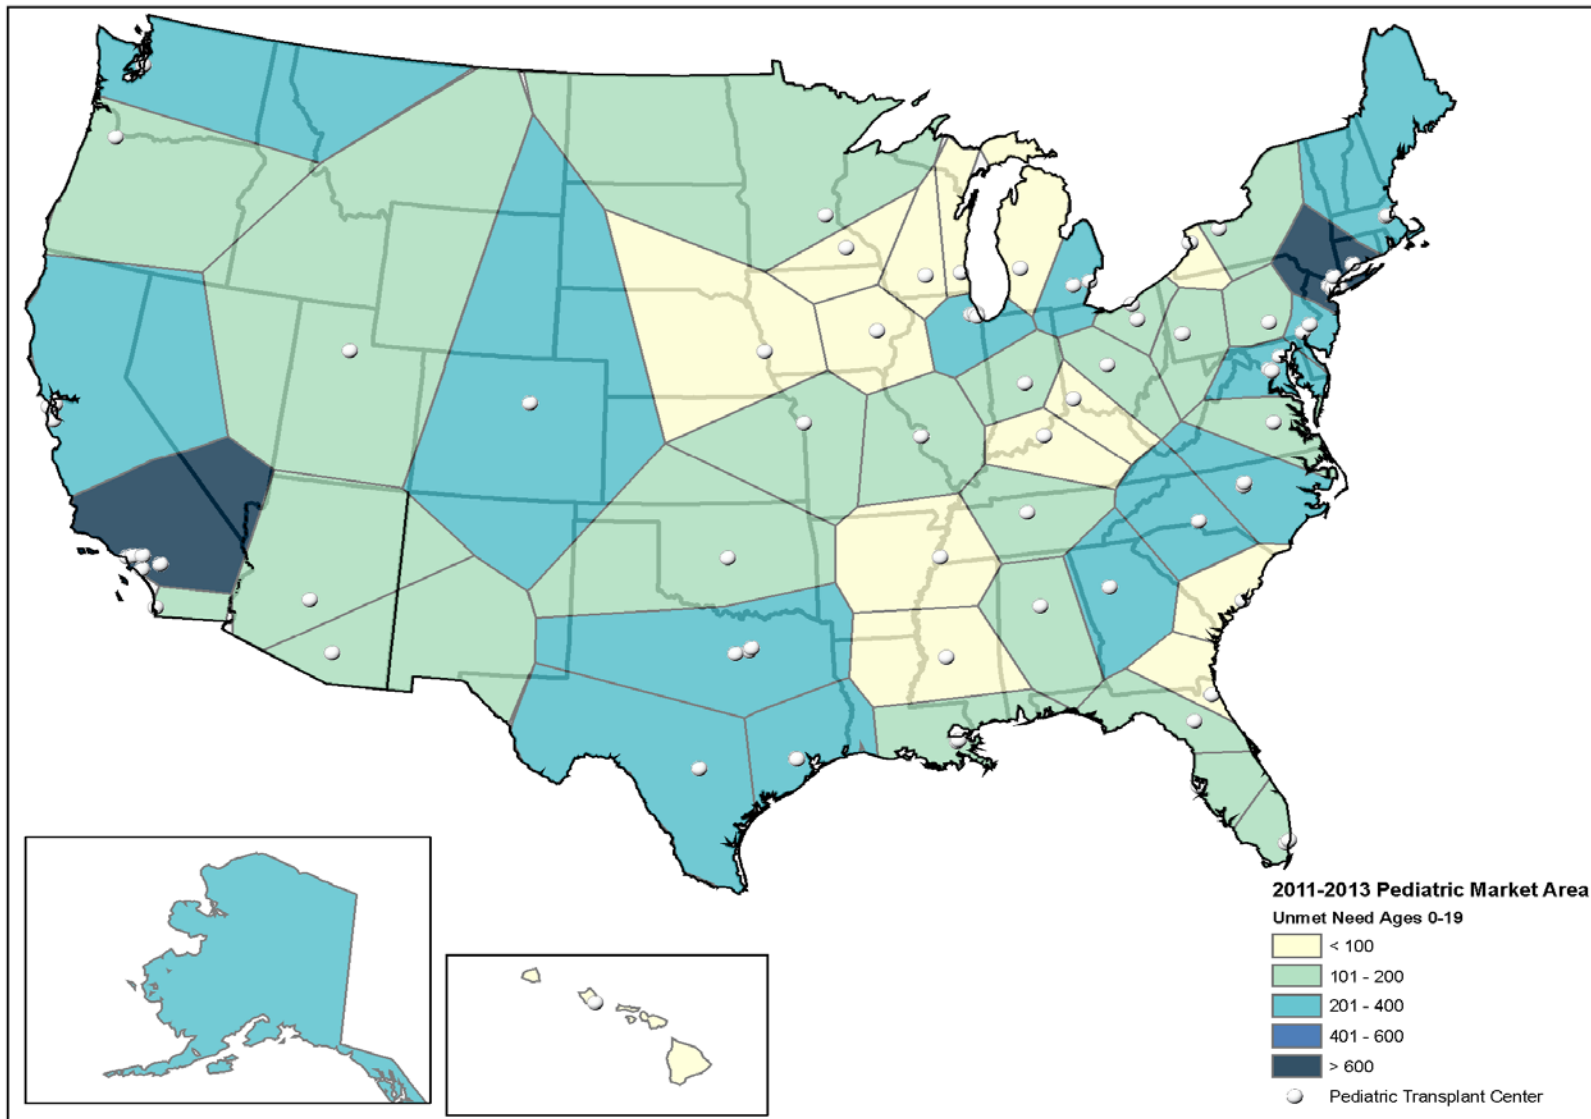 2011-2013 Pediatric Market Area
Unmet Need Ages 0-19
< 100
101 - 200
201 - 400
401 - 600
> 600
Pediatric Transplant Center